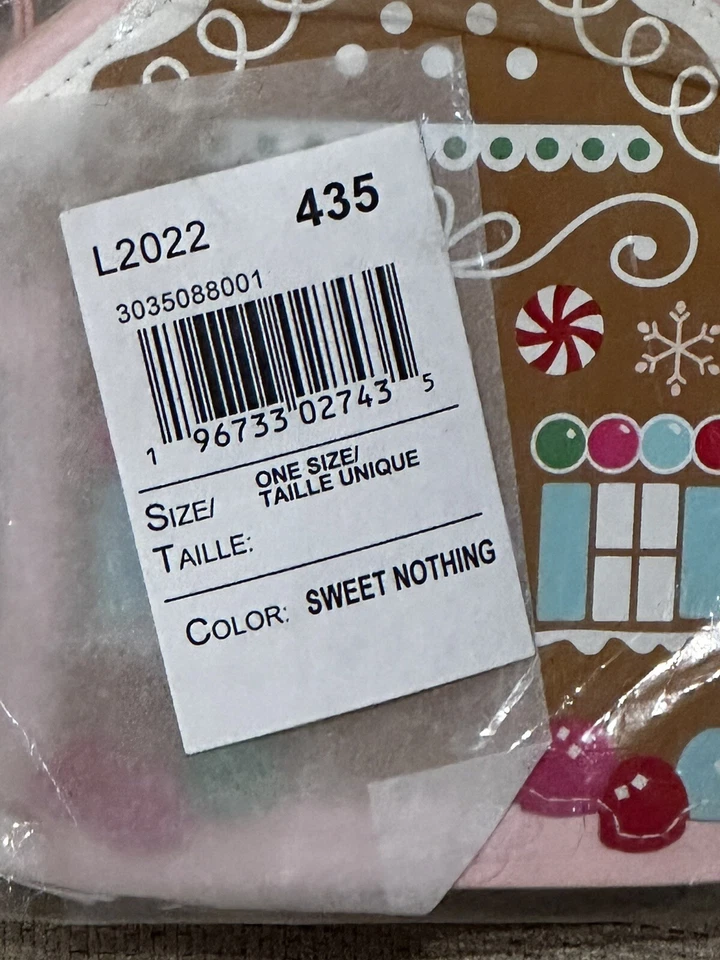 L2022 435
3035088001
1 96733 02743 5
SIZE/ ONE SIZE/
TAILLE: TAILLE UNIQUE
COLOR: SWEET NOTHING